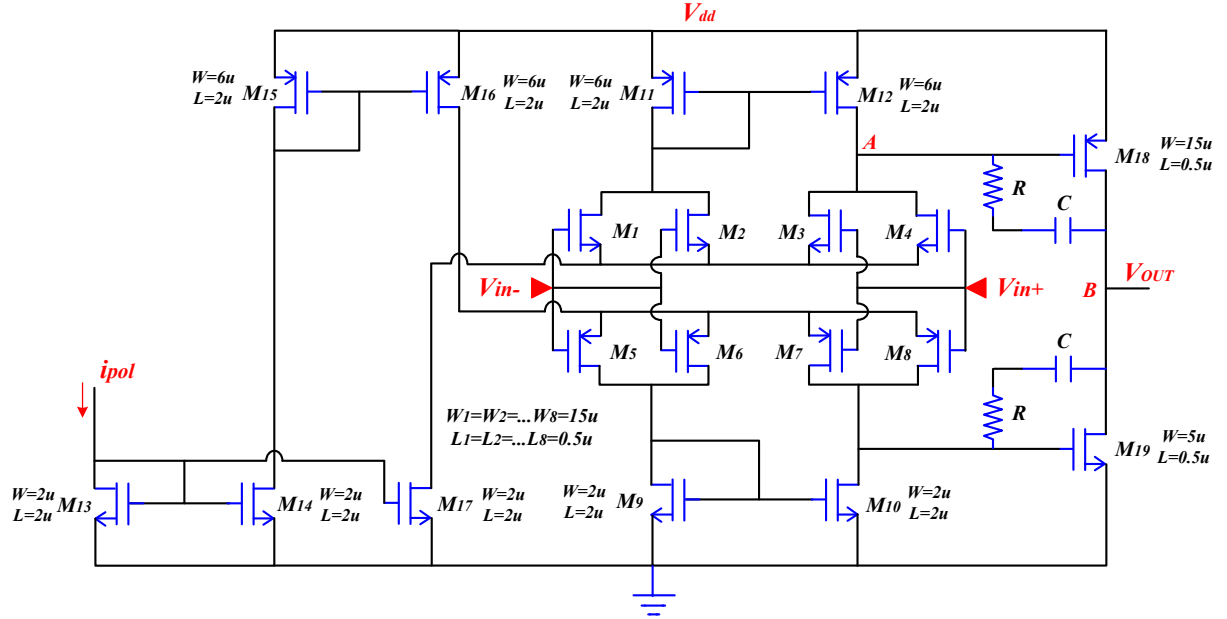 Vdd
W=6u
L=2u
M15
M16
W=6u
L=2u
W=6u
L=2u
M11
M12
W=6u
L=2u
A
M18
W=15u
L=0.5u
R
C
M1
M2
M3
M4
Vin-
Vin+
B
VOUT
M5
M6
M7
M8
C
R
ipol
W1=W2=...W8=15u
L1=L2=...L8=0.5u
W=5u
L=0.5u
M19
W=2u
L=2u
M13
M14
W=2u
L=2u
M17
W=2u
L=2u
W=2u
L=2u
M9
M10
W=2u
L=2u